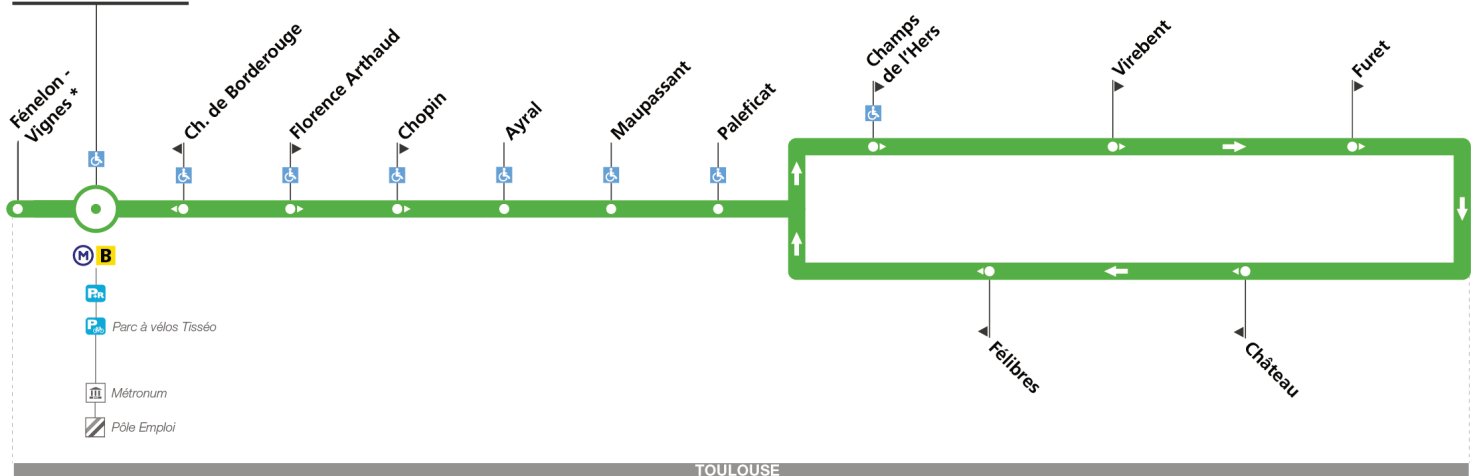 Fénelon -
Vignes *
Ch. de Borderouge
Florence Arthaud
Chopin
Ayral
Maupassant
Paleficat
Champs
de l'Hers
Virebent
Furet
M B
P+R
P
Parc à vélos Tisséo
Métronum
Pôle Emploi
Félibres
Château
TOULOUSE